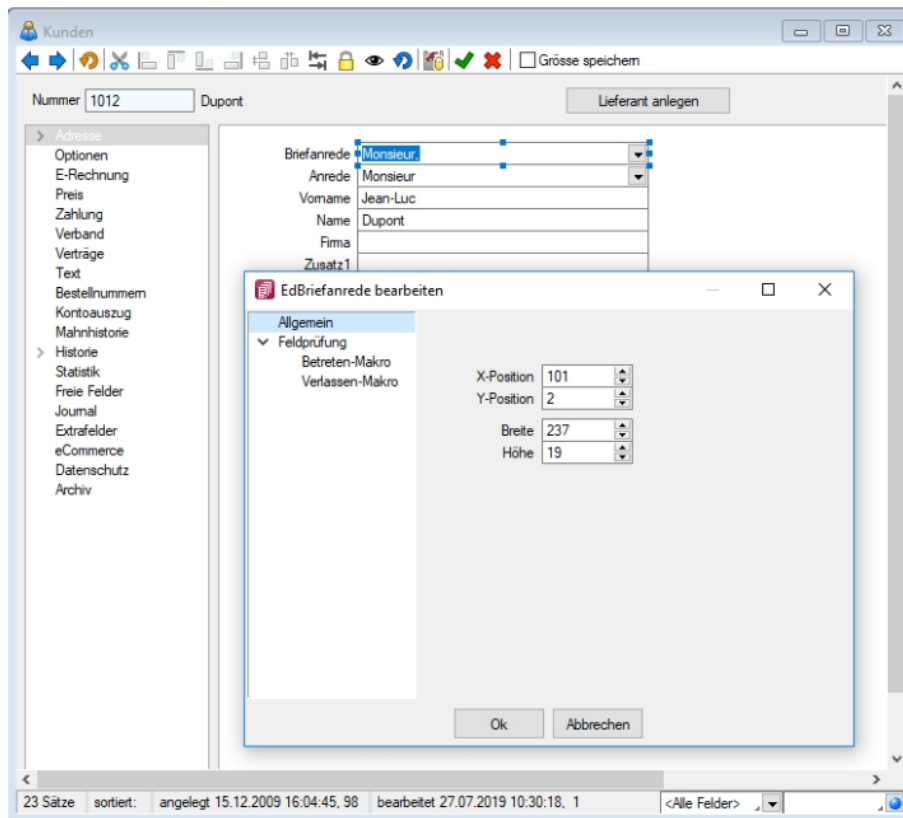 Kunden
Grösse speichern
Nummer 1012 Dupont Lieferant anlegen
Adresse
Optionen
E-Rechnung
Preis
Zahlung
Verband
Verträge
Text
Bestellnummern
Kontoauszug
Mahnhistorie
Historie
Statistik
Freie Felder
Journal
Extrafelder
eCommerce
Datenschutz
Archiv
Briefanrede Monsieur,
Anrede Monsieur
Vorname Jean-Luc
Name Dupont
Firma
Zusatz1
EdBriefanrede bearbeiten
Allgemein
Feldprüfung
Betreten-Makro
Verlassen-Makro
X-Position 101
Y-Position 2
Breite 237
Höhe 19
Ok Abbrechen
23 Sätze sortiert: angelegt 15.12.2009 16:04:45, 98 bearbeitet 27.07.2019 10:30:18, 1 <Alle Felder>